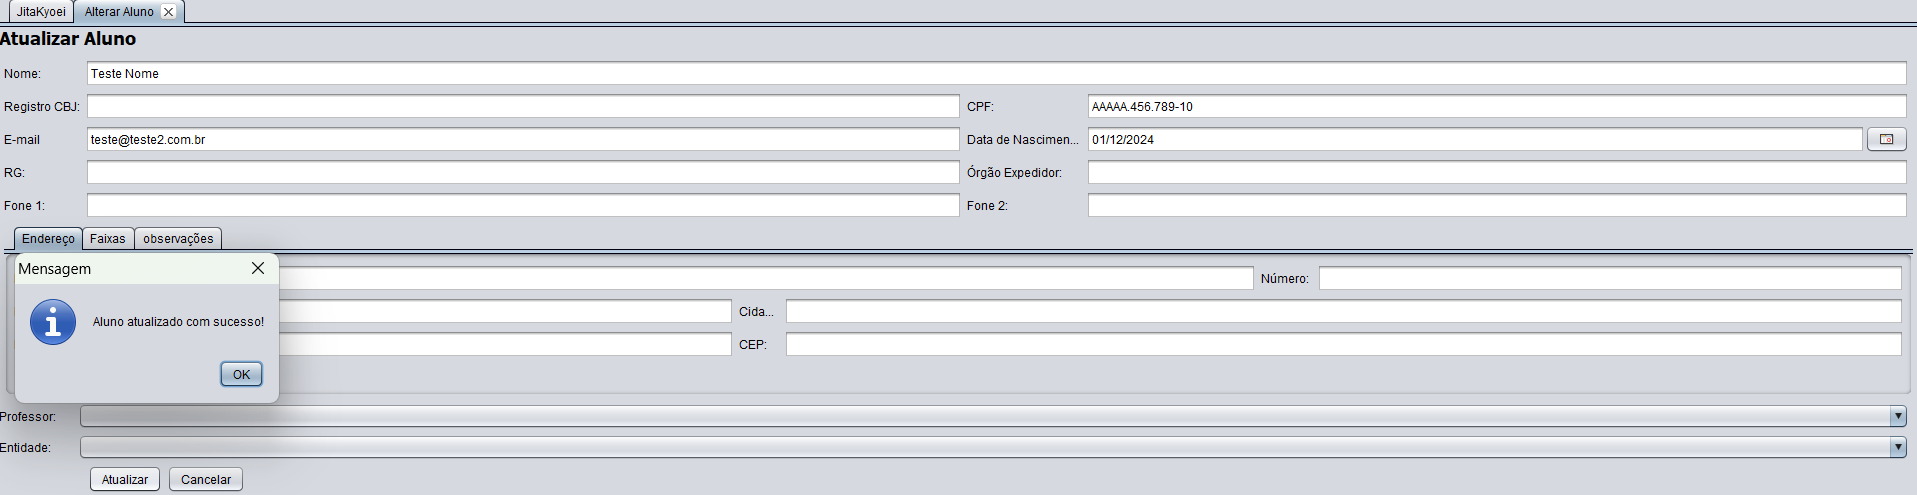 JitaKyoei Alterar Aluno
Atualizar Aluno
Nome: Teste Nome
Registro CBJ: CPF: AAAAA.456.789-10
E-mail teste@teste2.com.br Data de Nascimen... 01/12/2024
RG: Órgão Expedidor:
Fone 1: Fone 2:
Endereço Faixas observações
Mensagem
Número:
Aluno atualizado com sucesso! Cida...
CEP:
OK
Professor:
Entidade:
Atualizar Cancelar